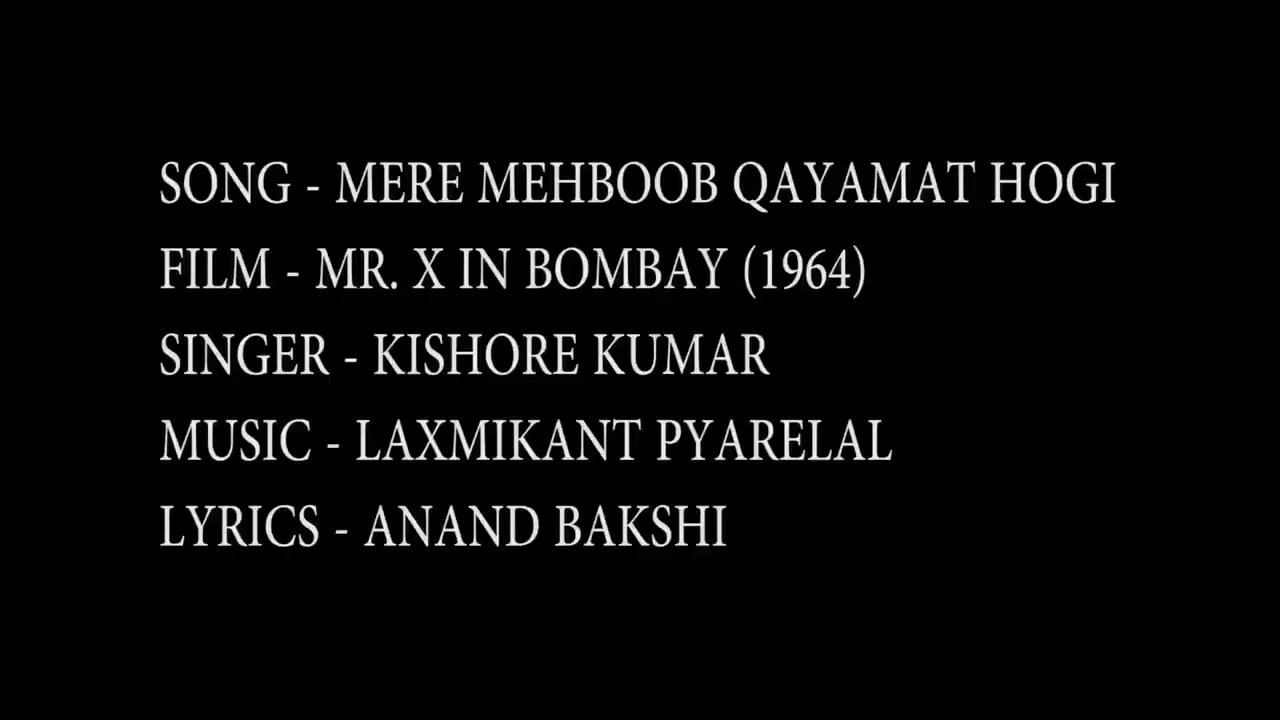 SONG - MERE MEHBOOB QAYAMAT HOGI
FILM - MR. X IN BOMBAY (1964)
SINGER - KISHORE KUMAR
MUSIC - LAXMIKANT PYARELAL
LYRICS - ANAND BAKSHI